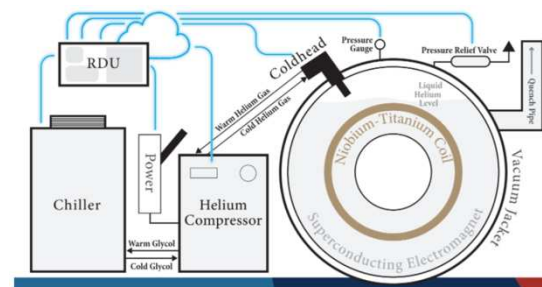 RDU
Coldhead
Pressure
Gauge
Pressure Relief Valve
Quench Pipe
Liquid
Helium
Level
Warm Helium Gas
Cold Helium Gas
Niobium-Titanium Coil
Power
Chiller
Helium
Compressor
Vacuum Jacket
Superconducting Electromagnet
Warm Glycol
Cold Glycol